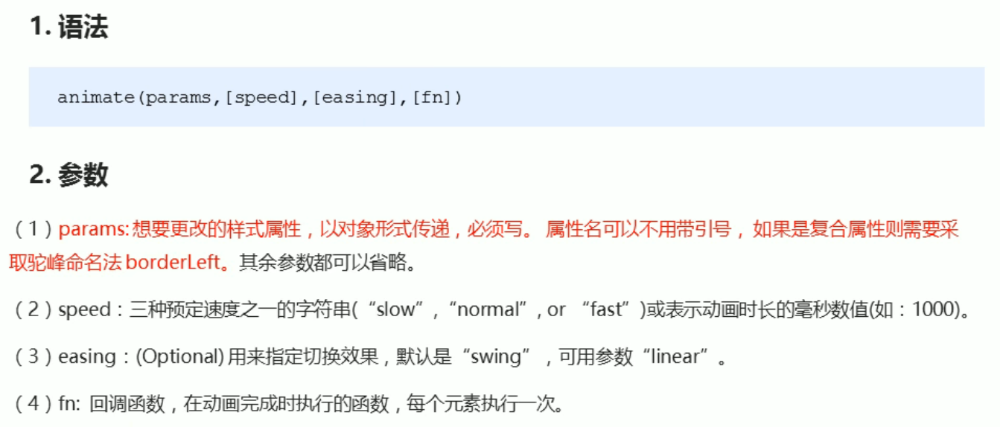 1. 语法
animate(params,[speed],[easing],[fn])
2. 参数
（1）params: 想要更改的样式属性，以对象形式传递，必须写。 属性名可以不用带引号， 如果是复合属性则需要采
取驼峰命名法 borderLeft。其余参数都可以省略。
（2）speed：三种预定速度之一的字符串(“slow”,“normal”, or “fast”)或表示动画时长的毫秒数值(如：1000)。
（3）easing：(Optional) 用来指定切换效果，默认是“swing”，可用参数“linear”。
（4）fn: 回调函数，在动画完成时执行的函数，每个元素执行一次。